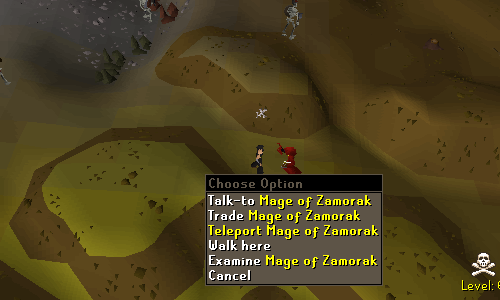 Choose Option
Talk-to Mage of Zamorak
Trade Mage of Zamorak
Teleport Mage of Zamorak
Walk here
Examine Mage of Zamorak
Cancel
Level: